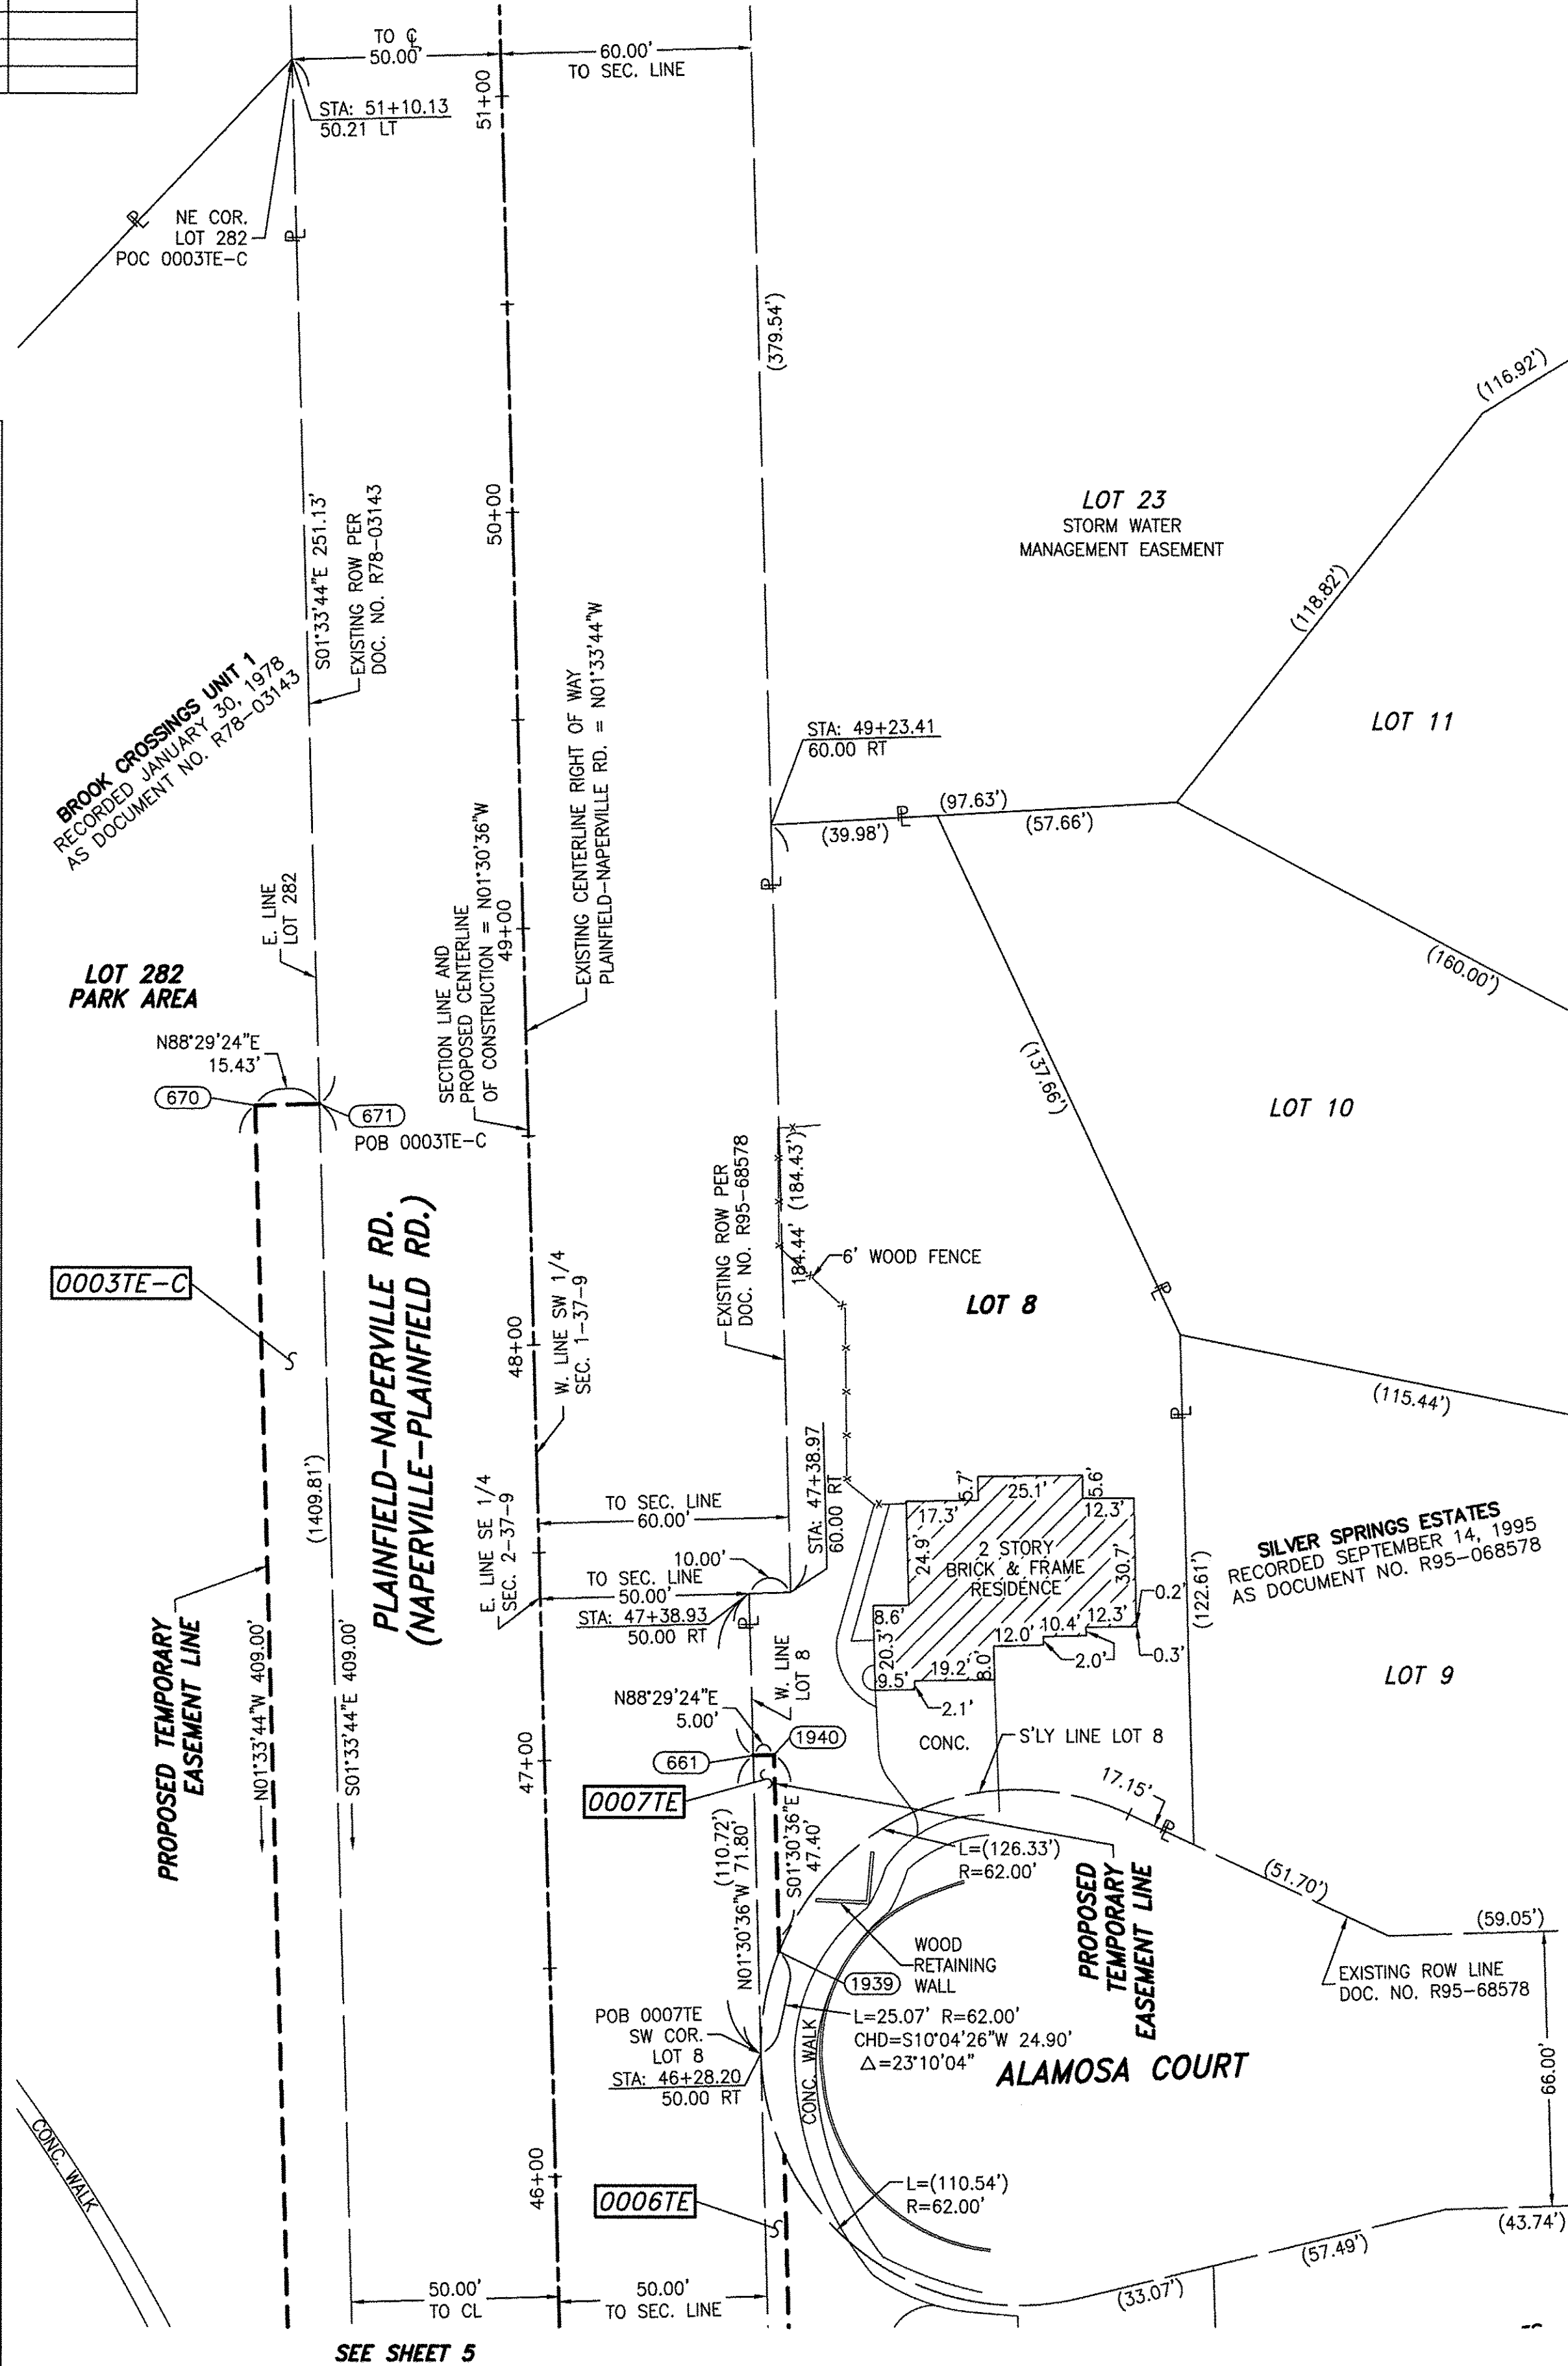 TO ℄
50.00'
60.00'
TO SEC. LINE
STA: 51+10.13
50.21 LT
51+00
NE COR.
LOT 282
POC 0003TE-C
(379.54')
(116.92')
LOT 23
STORM WATER
MANAGEMENT EASEMENT
(118.82')
S01°33'44"E 251.13'
EXISTING ROW PER
DOC. NO. R78-03143
50+00
BROOK CROSSINGS UNIT 1
RECORDED JANUARY 30, 1978
AS DOCUMENT NO. R78-03143
EXISTING CENTERLINE RIGHT OF WAY
PLAINFIELD-NAPERVILLE RD. = N01°33'44"W
STA: 49+23.41
60.00 RT
LOT 11
(97.63')
(39.98')
(57.66')
E. LINE
LOT 282
SECTION LINE AND
PROPOSED CENTERLINE
OF CONSTRUCTION = N01°30'36"W
49+00
(160.00')
LOT 282
PARK AREA
N88°29'24"E
15.43'
670
671
POB 0003TE-C
(137.66')
LOT 10
EXISTING ROW PER
DOC. NO. R95-68578
184.44' (184.43')
6' WOOD FENCE
LOT 8
0003TE-C
PLAINFIELD-NAPERVILLE RD.
(NAPERVILLE-PLAINFIELD RD.)
48+00
W. LINE SW 1/4
SEC. 1-37-9
(115.44')
(1409.81')
E. LINE SE 1/4
SEC. 2-37-9
TO SEC. LINE
60.00'
STA: 47+38.97
60.00 RT
10.00'
TO SEC. LINE
50.00'
STA: 47+38.93
50.00 RT
5.7'
25.1'
5.6'
17.3'
12.3'
24.9'
2 STORY
BRICK & FRAME
RESIDENCE
30.7'
0.2'
8.6'
20.3'
12.0'
10.4'
12.3'
0.3'
2.0'
8.0'
19.2'
9.5'
2.1'
SILVER SPRINGS ESTATES
RECORDED SEPTEMBER 14, 1995
AS DOCUMENT NO. R95-068578
(122.61')
LOT 9
PROPOSED TEMPORARY
EASEMENT LINE
N01°33'44"W 409.00'
S01°33'44"E 409.00'
W. LINE
LOT 8
N88°29'24"E
5.00'
1940
661
CONC.
S'LY LINE LOT 8
47+00
0007TE
17.15'
(110.72')
N01°30'36"W 71.80'
S01°30'36"E
47.40'
L=(126.33')
R=62.00'
(51.70')
(59.05')
PROPOSED
TEMPORARY
EASEMENT LINE
WOOD
RETAINING
WALL
1939
EXISTING ROW LINE
DOC. NO. R95-68578
POB 0007TE
SW COR.
LOT 8
STA: 46+28.20
50.00 RT
L=25.07' R=62.00'
CHD=S10°04'26"W 24.90'
Δ=23°10'04"
CONC. WALK
ALAMOSA COURT
66.00'
CONC. WALK
46+00
0006TE
L=(110.54')
R=62.00'
(43.74')
(57.49')
(33.07')
50.00'
TO CL
50.00'
TO SEC. LINE
SEE SHEET 5